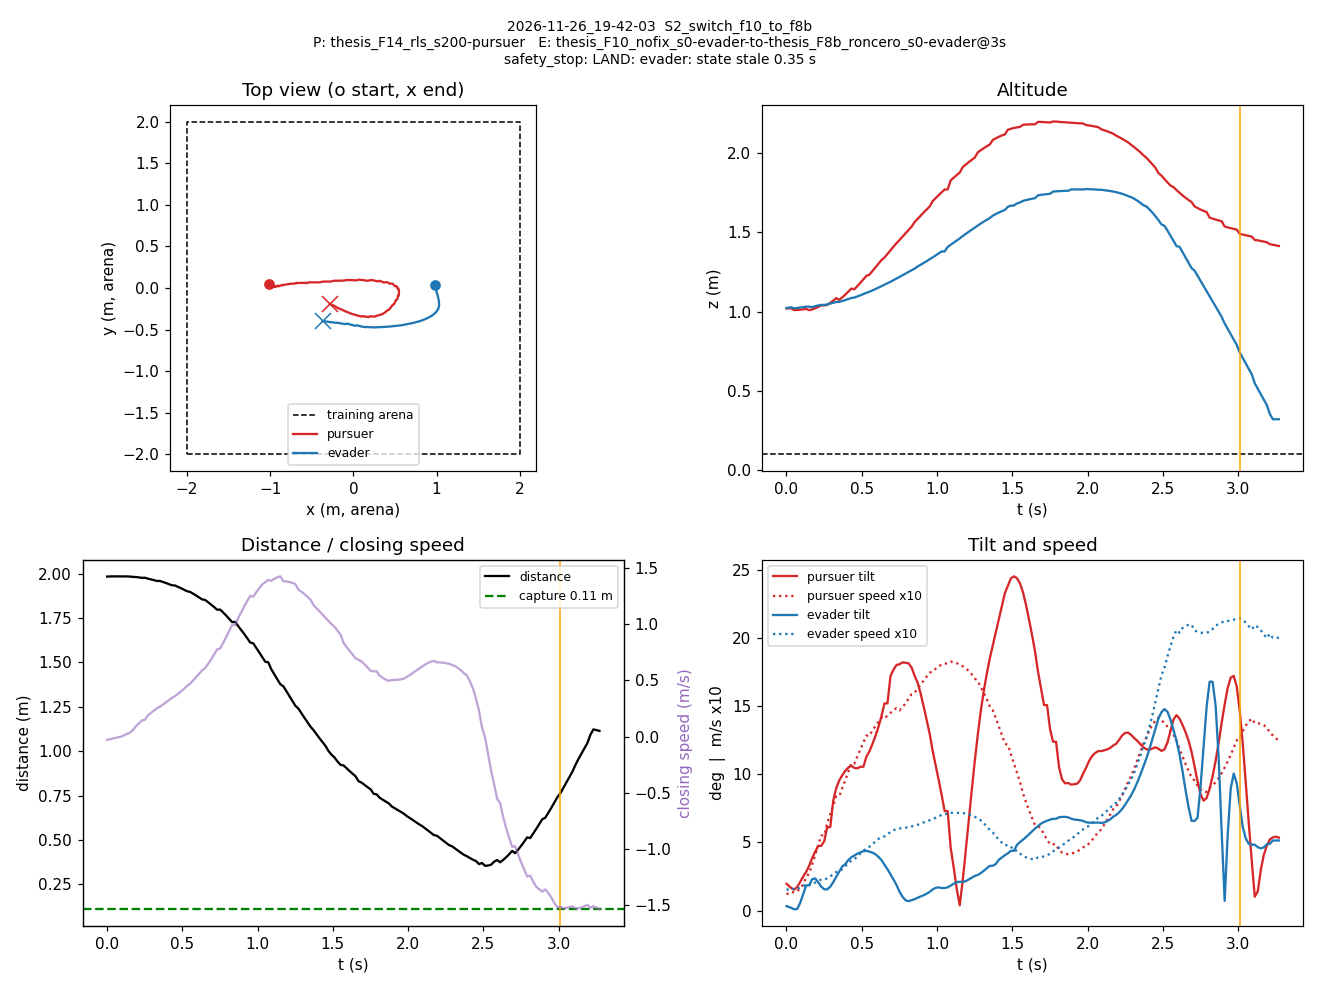 2026-11-26_19-42-03  S2_switch_f10_to_f8b
P: thesis_F14_rls_s200-pursuer   E: thesis_F10_nofix_s0-evader-to-thesis_F8b_roncero_s0-evader@3s
safety_stop: LAND: evader: state stale 0.35 s
Top view (o start, x end)
2.0
1.5
1.0
0.5
0.0
−0.5
−1.0
−1.5
−2.0
y (m, arena)
training arena
pursuer
evader
−2
−1
0
1
2
x (m, arena)
Altitude
2.0
1.5
1.0
0.5
0.0
z (m)
0.0
0.5
1.0
1.5
2.0
2.5
3.0
t (s)
Distance / closing speed
2.00
1.75
1.50
1.25
1.00
0.75
0.50
0.25
distance (m)
distance
capture 0.11 m
1.5
1.0
0.5
0.0
−0.5
−1.0
−1.5
closing speed (m/s)
0.0
0.5
1.0
1.5
2.0
2.5
3.0
t (s)
Tilt and speed
25
20
15
10
5
0
deg  |  m/s x10
pursuer tilt
pursuer speed x10
evader tilt
evader speed x10
0.0
0.5
1.0
1.5
2.0
2.5
3.0
t (s)